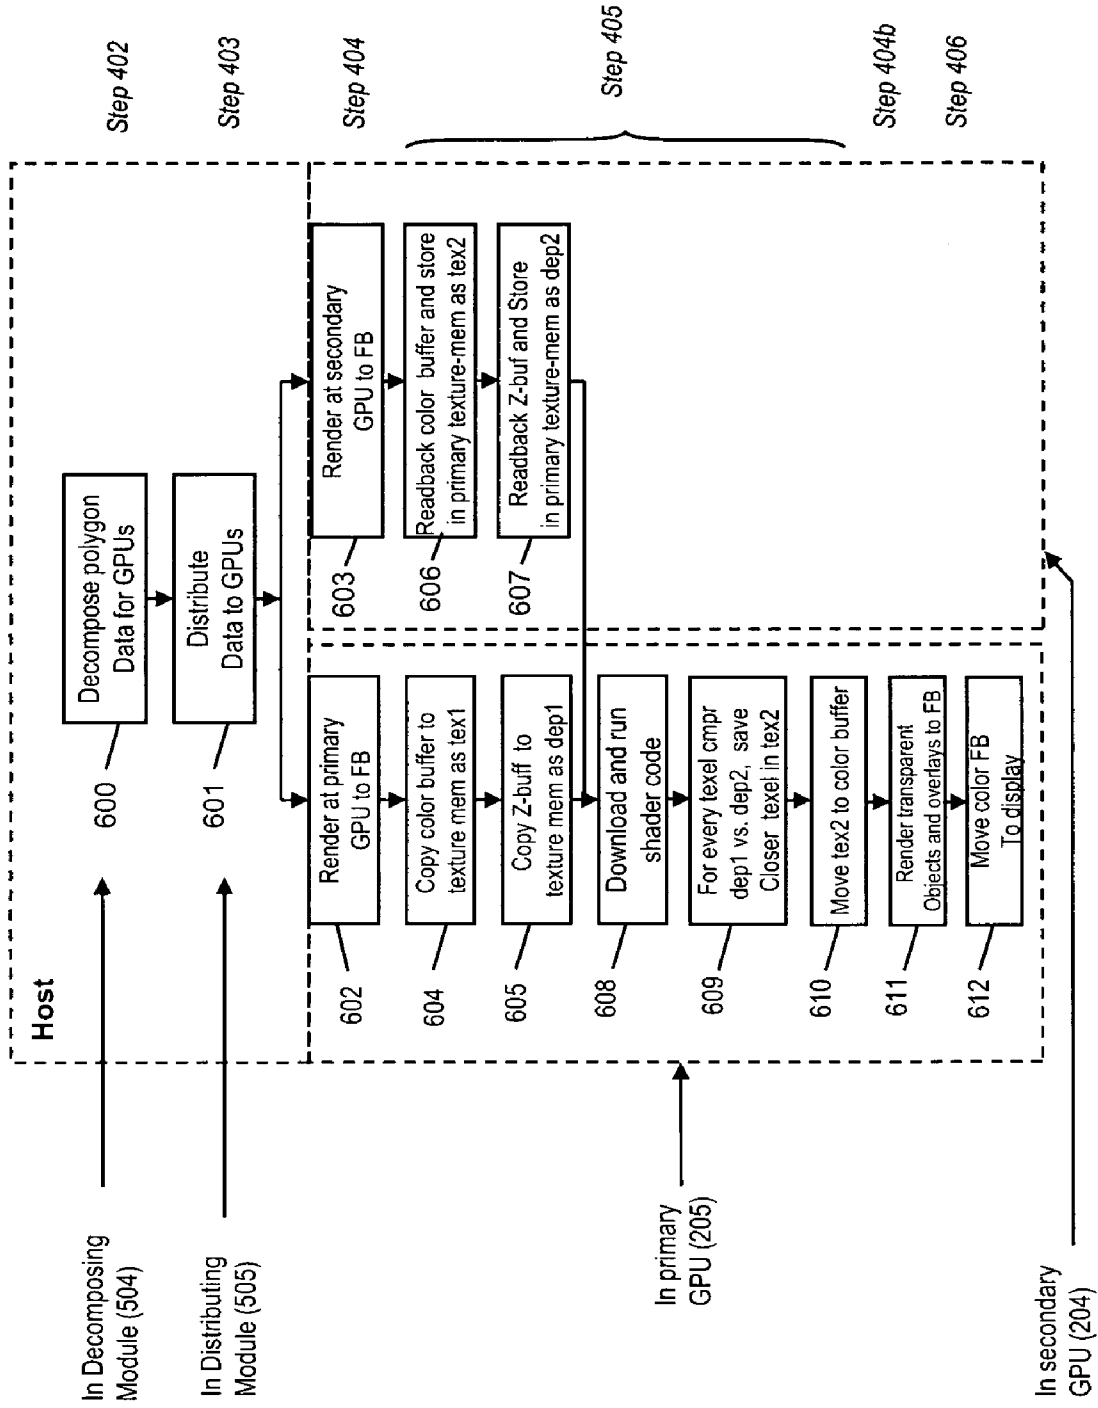 Host
In Decomposing
Module (504)
600
Decompose polygon
Data for GPUs
Step 402
In Distributing
Module (505)
601
Distribute
Data to GPUs
Step 403
602
Render at primary
GPU to FB
603
Render at secondary
GPU to FB
Step 404
604
Copy color buffer to
texture mem as tex1
606
Readback color buffer and store
in primary texture-mem as tex2
605
Copy Z-buff to
texture mem as dep1
607
Readback Z-buf and Store
in primary texture-mem as dep2
Step 405
608
Download and run
shader code
In primary
GPU (205)
609
For every texel cmpr
dep1 vs. dep2, save
Closer texel in tex2
610
Move tex2 to color buffer
611
Render transparent
Objects and overlays to FB
Step 404b
612
Move color FB
To display
Step 406
In secondary
GPU (204)